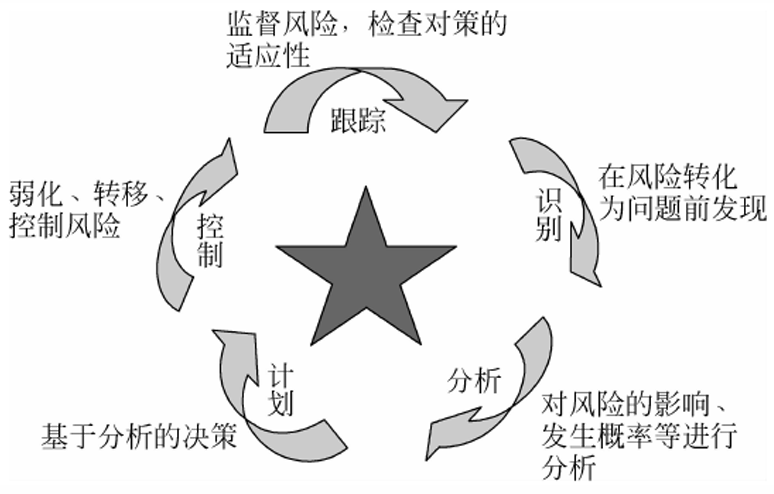 监督风险，检查对策的
适应性
跟踪
识别
在风险转化
为问题前发现
分析
对风险的影响、
发生概率等进行
分析
计划
基于分析的决策
控制
弱化、转移、
控制风险